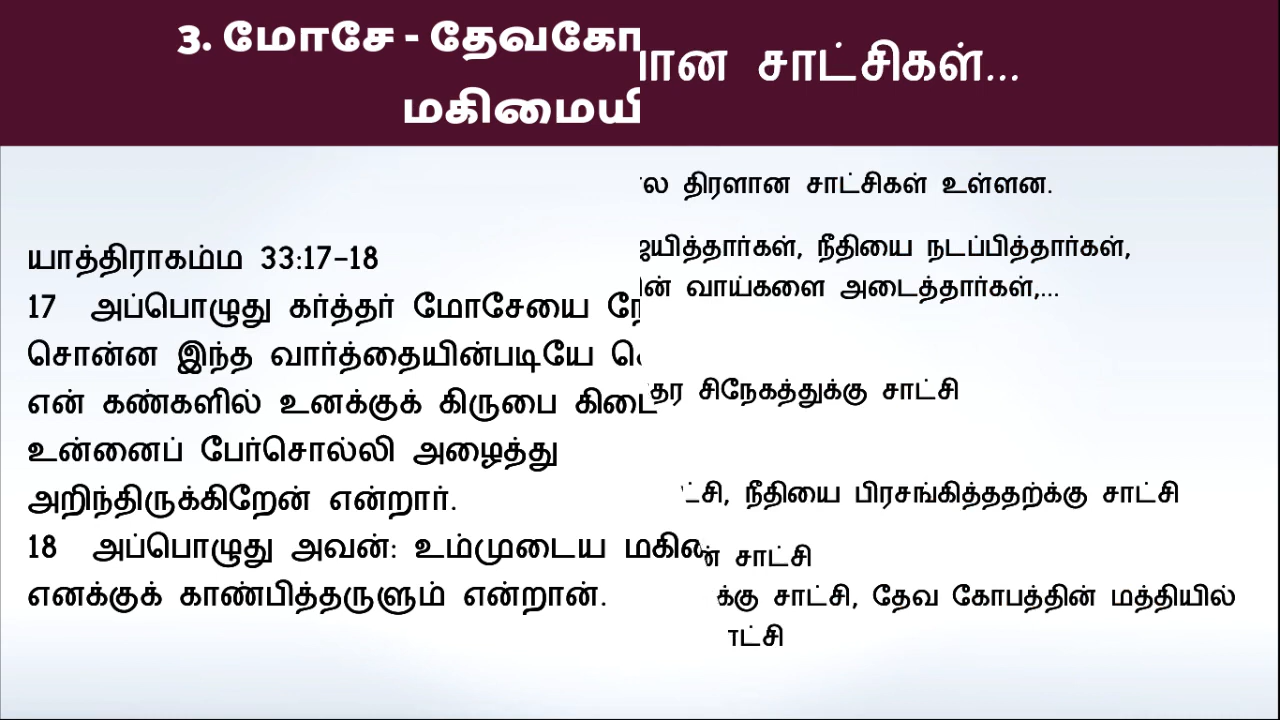 3. மோசே - தேவகோ
மகிமையி
ான சாட்சிகள்...
ல திரளான சாட்சிகள் உள்ளன.
ஜெயித்தார்கள், நீதியை நடப்பித்தார்கள்,
ின் வாய்களை அடைத்தார்கள்,...
யாத்திராகம்ம 33:17-18
17 அப்பொழுது கர்த்தர் மோசேயை நே
சொன்ன இந்த வார்த்தையின்படியே செ
என் கண்களில் உனக்குக் கிருபை கிடை
உன்னைப் பேர்சொல்லி அழைத்து
அறிந்திருக்கிறேன் என்றார்.
18 அப்பொழுது அவன்: உம்முடைய மகிமை
எனக்குக் காண்பித்தருளும் என்றான்.
தர சிநேகத்துக்கு சாட்சி
ட்சி, நீதியை பிரசங்கித்ததற்க்கு சாட்சி
ன் சாட்சி
க்கு சாட்சி, தேவ கோபத்தின் மத்தியில்
ாட்சி